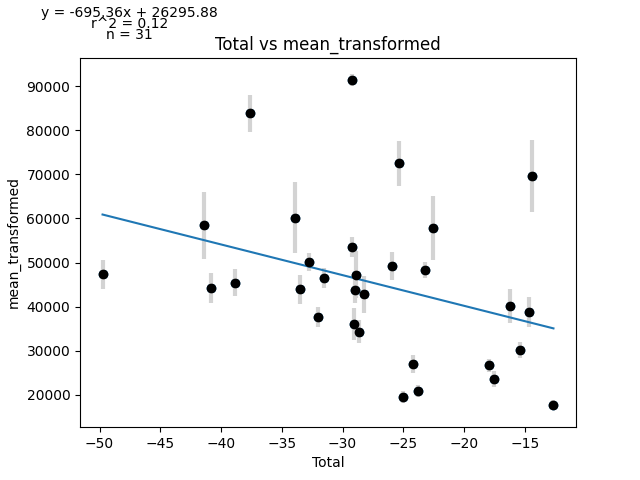 y = -695.36x + 26295.88
r^2 = 0.12
n = 31
Total vs mean_transformed
90000
80000
70000
60000
50000
40000
30000
20000
mean_transformed
−50 −45 −40 −35 −30 −25 −20 −15
Total